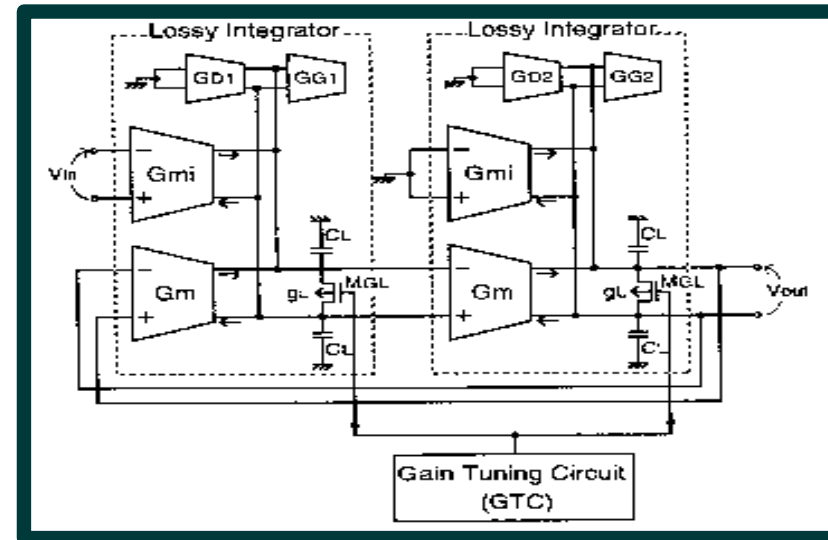 Lossy Integrator Lossy Integrator
GD1 GG1 GD2 GG2
Vin Gmi Gmi
CL CL
Gm gL MGL Gm gL MGL Vout
CL CL
Gain Tuning Circuit
(GTC)